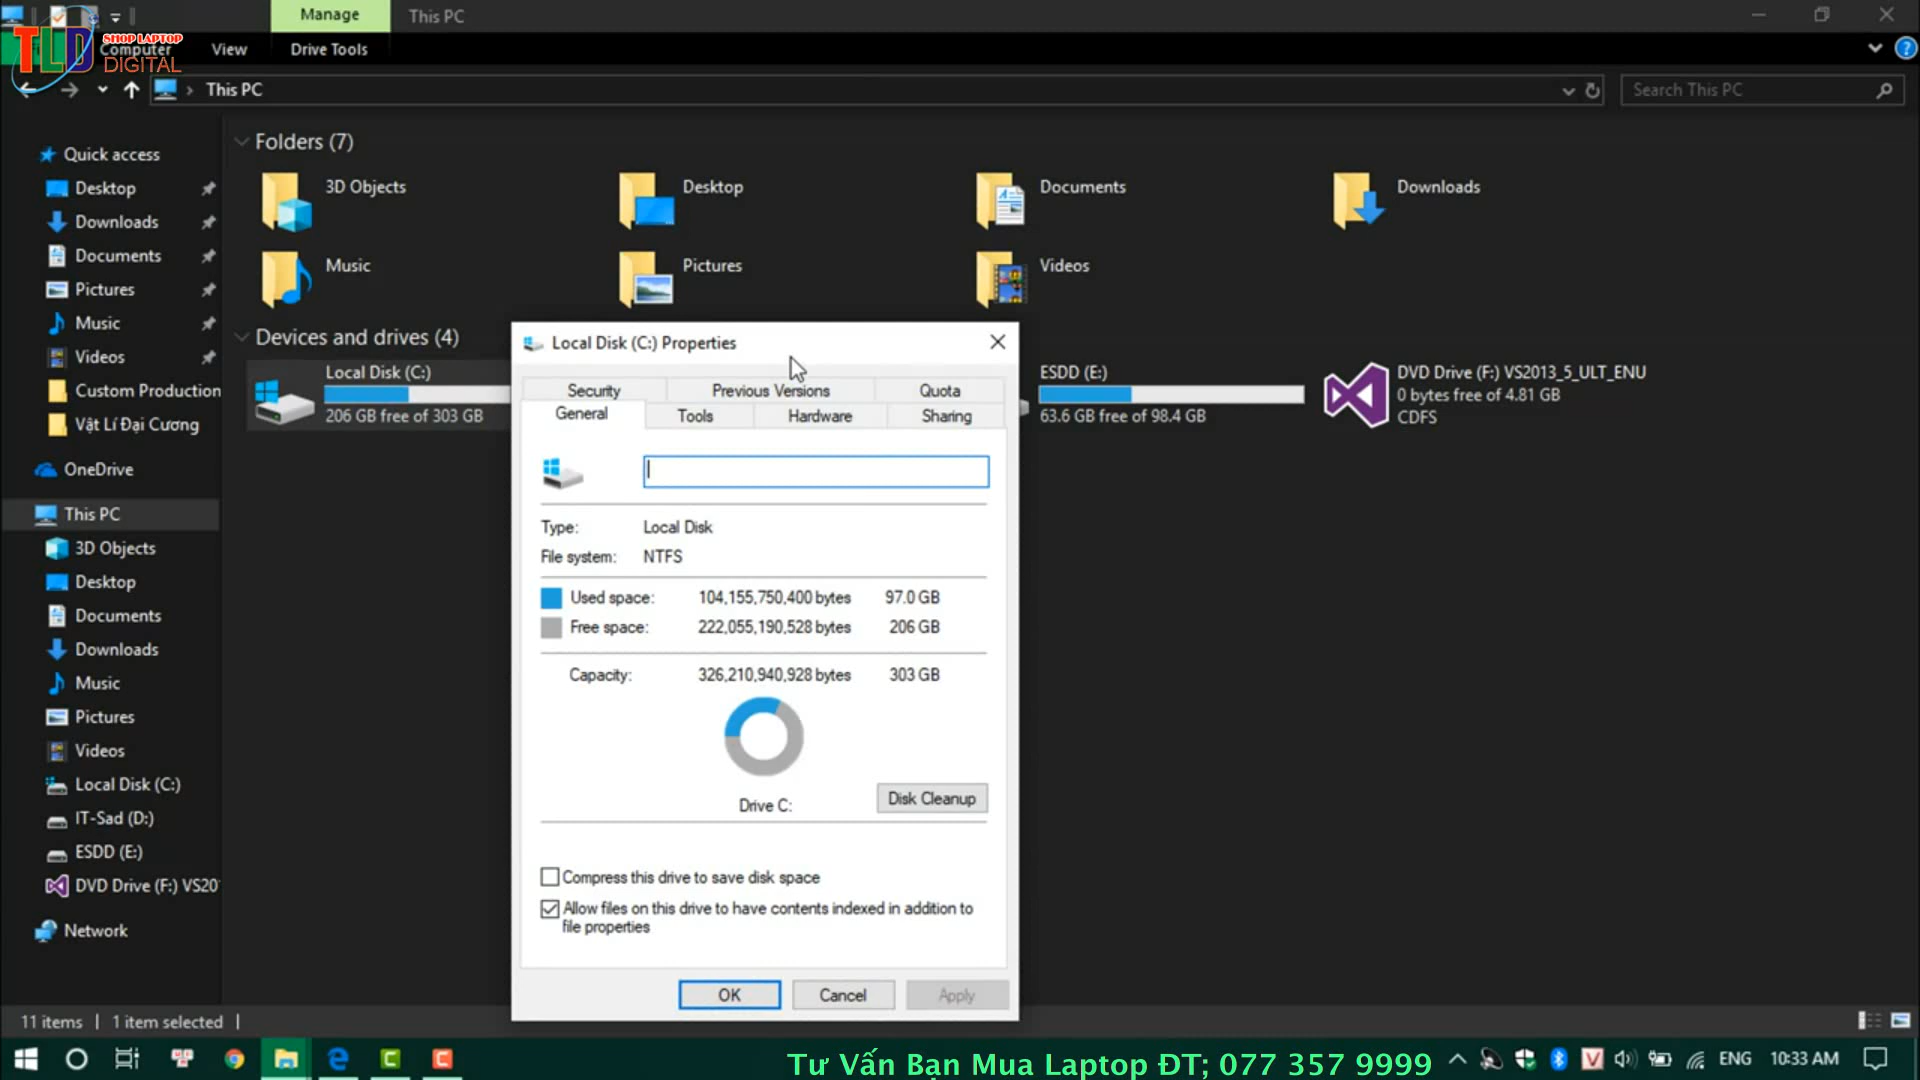 Manage
This PC
TLD
SHOP LAPTOP
DIGITAL
Computer
View
Drive Tools
This PC
Search This PC
Quick access
Desktop
Downloads
Documents
Pictures
Music
Videos
Custom Production
Vật Lí Đại Cương
OneDrive
This PC
3D Objects
Desktop
Documents
Downloads
Music
Pictures
Videos
Local Disk (C:)
IT-Sad (D:)
ESDD (E:)
DVD Drive (F:) VS20
Network
Folders (7)
3D Objects
Desktop
Documents
Downloads
Music
Pictures
Videos
Devices and drives (4)
Local Disk (C:)
206 GB free of 303 GB
ESDD (E:)
63.6 GB free of 98.4 GB
DVD Drive (F:) VS2013_5_ULT_ENU
0 bytes free of 4.81 GB
CDFS
Local Disk (C:) Properties
Security Previous Versions Quota
General Tools Hardware Sharing
Type: Local Disk
File system: NTFS
Used space: 104,155,750,400 bytes 97.0 GB
Free space: 222,055,190,528 bytes 206 GB
Capacity: 326,210,940,928 bytes 303 GB
Drive C:
Disk Cleanup
Compress this drive to save disk space
Allow files on this drive to have contents indexed in addition to
file properties
OK Cancel Apply
11 items 1 item selected
Tư Vấn Bạn Mua Laptop ĐT; 077 357 9999
ENG 10:33 AM